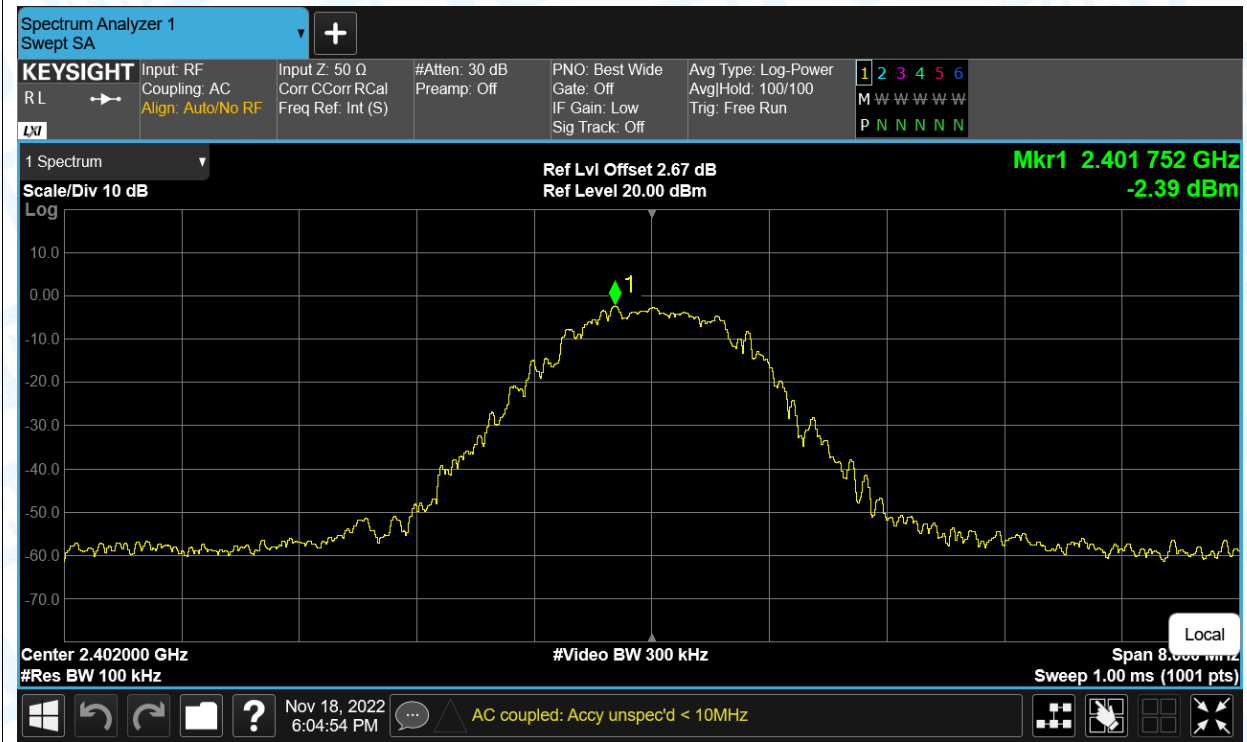 Spectrum Analyzer 1
Swept SA
KEYSIGHT
R L
LXI
Input: RF
Coupling: AC
Align: Auto/No RF
Input Z: 50 Ω
Corr CCorr RCal
Freq Ref: Int (S)
#Atten: 30 dB
Preamp: Off
PNO: Best Wide
Gate: Off
IF Gain: Low
Sig Track: Off
Avg Type: Log-Power
Avg|Hold: 100/100
Trig: Free Run
1 2 3 4 5 6
M W W W W W W
P N N N N N N
1 Spectrum
Scale/Div 10 dB
Log
Ref Lvl Offset 2.67 dB
Ref Level 20.00 dBm
Mkr1 2.401 752 GHz
-2.39 dBm
1
10.0
0.00
-10.0
-20.0
-30.0
-40.0
-50.0
-60.0
-70.0
Local
Center 2.402000 GHz
#Res BW 100 kHz
#Video BW 300 kHz
Span 8.000 MHz
Sweep 1.00 ms (1001 pts)
?
Nov 18, 2022
6:04:54 PM
AC coupled: Accy unspec'd < 10MHz